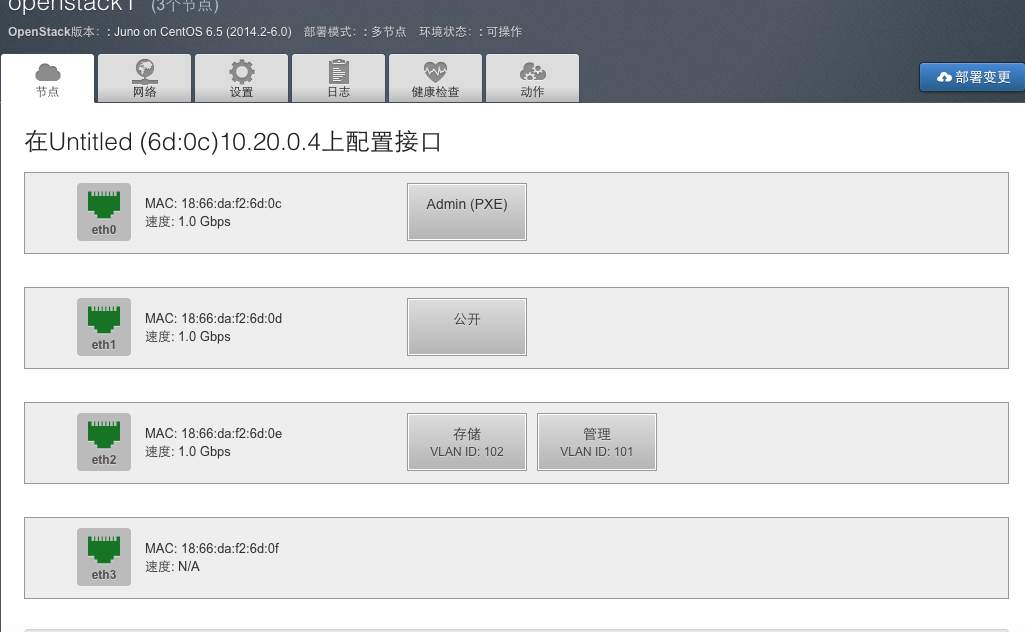 openstack1 (3个节点)
OpenStack版本: : Juno on CentOS 6.5 (2014.2-6.0) 部署模式: : 多节点 环境状态: : 可操作
节点 网络 设置 日志 健康检查 动作 部署变更
在Untitled (6d:0c)10.20.0.4上配置接口
MAC: 18:66:da:f2:6d:0c
速度: 1.0 Gbps
eth0
Admin (PXE)
MAC: 18:66:da:f2:6d:0d
速度: 1.0 Gbps
eth1
公开
MAC: 18:66:da:f2:6d:0e
速度: 1.0 Gbps
eth2
存储
VLAN ID: 102
管理
VLAN ID: 101
MAC: 18:66:da:f2:6d:0f
速度: N/A
eth3